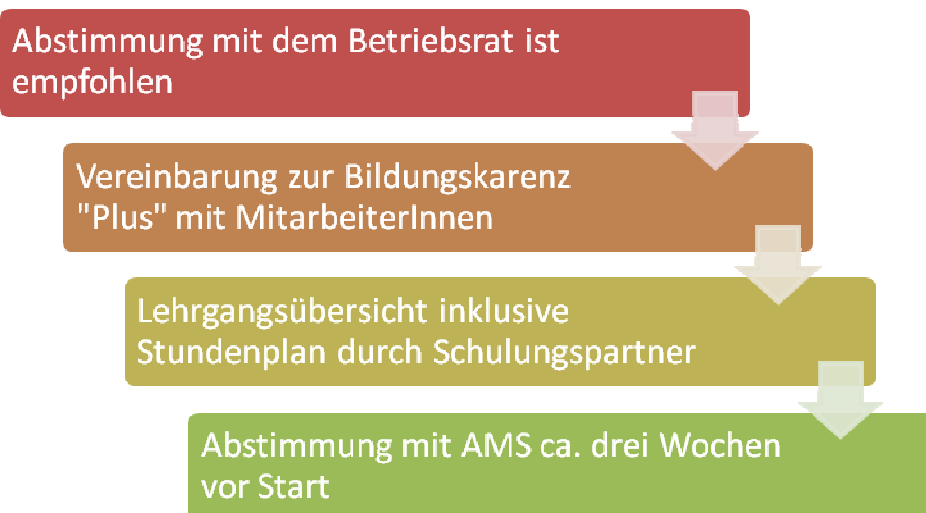 Abstimmung mit dem Betriebsrat ist
empfohlen
Vereinbarung zur Bildungskarenz
"Plus" mit MitarbeiterInnen
Lehrgangsübersicht inklusive
Stundenplan durch Schulungspartner
Abstimmung mit AMS ca. drei Wochen
vor Start